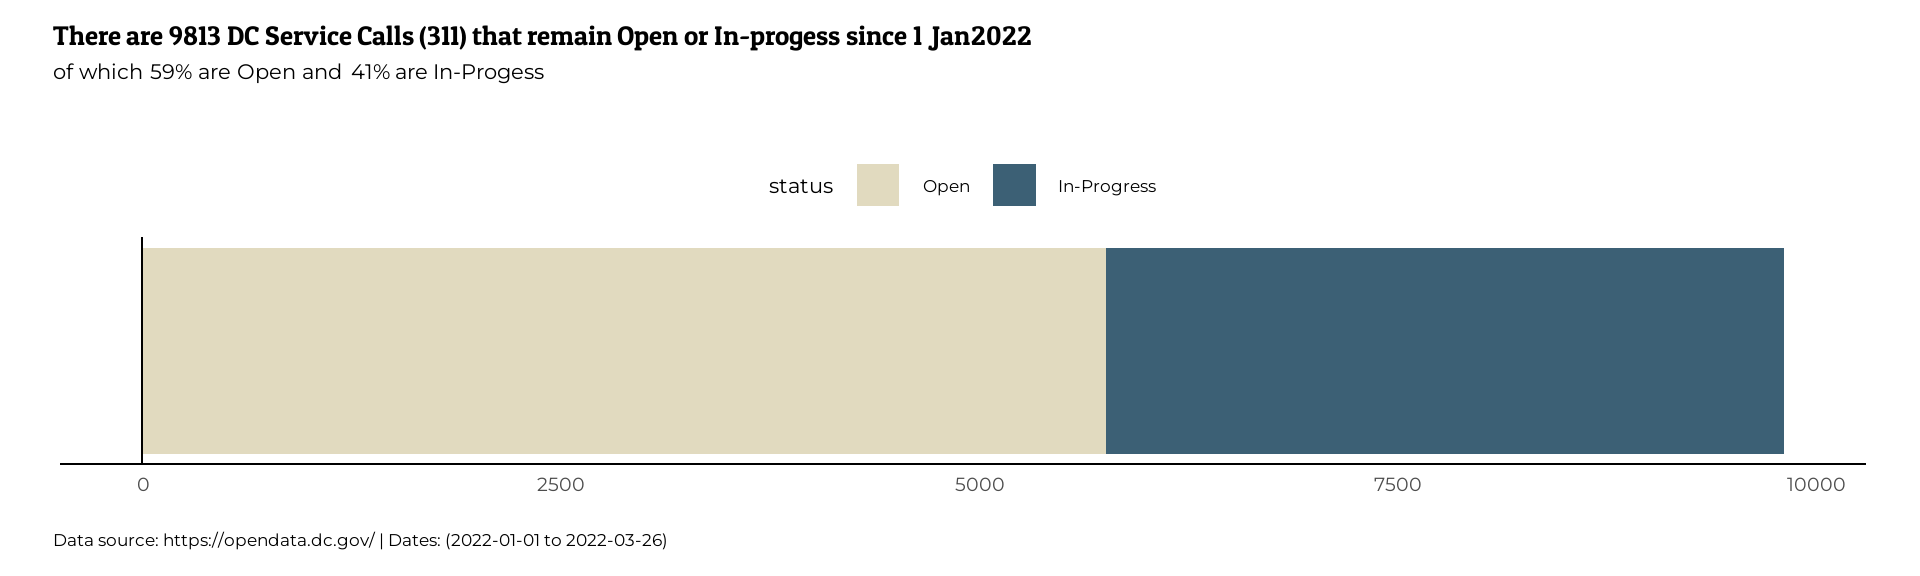 There are 9813 DC Service Calls (311) that remain Open or In-progess since 1 Jan2022
of which 59% are Open and 41% are In-Progess
status Open In-Progress
0 2500 5000 7500 10000
Data source: https://opendata.dc.gov/ | Dates: (2022-01-01 to 2022-03-26)